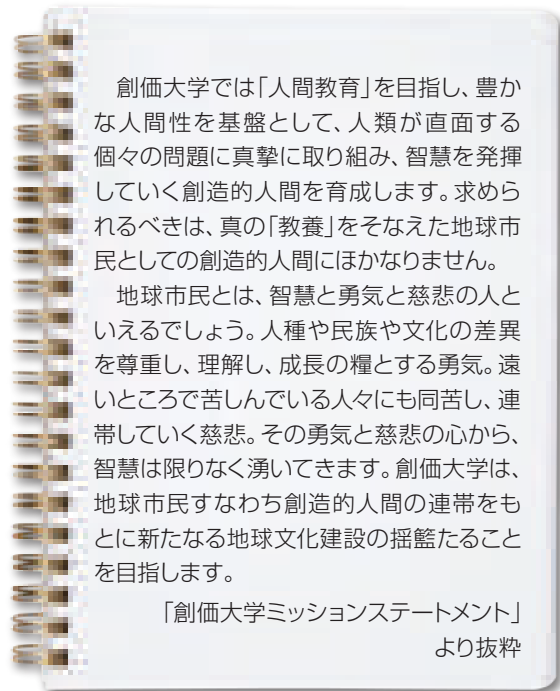 創価大学では「人間教育」を目指し、豊か
な人間性を基盤として、人類が直面する
個々の問題に真摯に取り組み、智慧を発揮
していく創造的人間を育成します。求めら
れるべきは、真の「教養」をそなえた地球市
民としての創造的人間にほかなりません。
　地球市民とは、智慧と勇気と慈悲の人と
いえるでしょう。人種や民族や文化の差異
を尊重し、理解し、成長の糧とする勇気。遠
いところで苦しんでいる人々にも同苦し、連
帯していく慈悲。その勇気と慈悲の心から、
智慧は限りなく湧いてきます。創価大学は、
地球市民すなわち創造的人間の連帯をも
とに新たなる地球文化建設の揺籃たること
を目指します。
「創価大学ミッションステートメント」
より抜粋